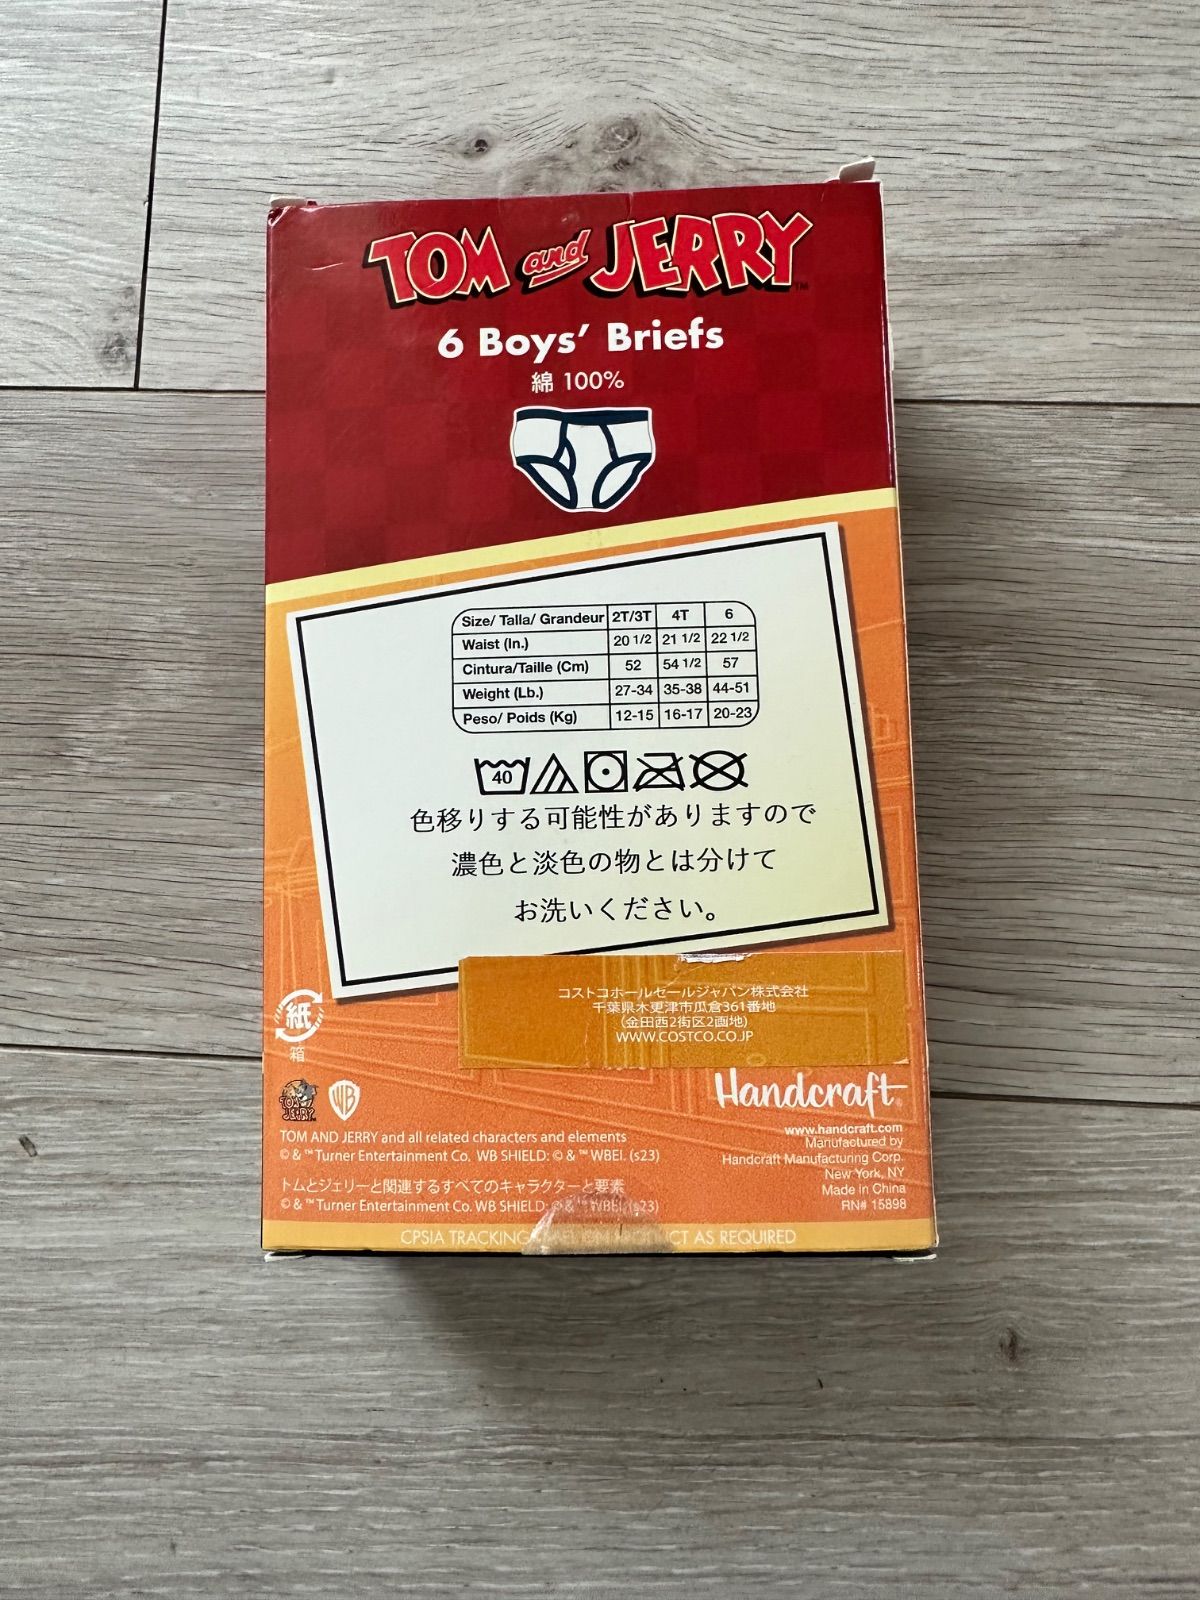 TOM and JERRY TM
6 Boys' Briefs
綿 100%
Size/ Talla/ Grandeur 2T/3T 4T 6
Waist (In.) 20 1/2 21 1/2 22 1/2
Cintura/Taille (Cm) 52 54 1/2 57
Weight (Lb.) 27-34 35-38 44-51
Peso/ Poids (Kg) 12-15 16-17 20-23
40
色移りする可能性がありますので
濃色と淡色の物とは分けて
お洗いください。
コストコホールセールジャパン株式会社
千葉県木更津市瓜倉361番地
(金田西2街区2画地)
WWW.COSTCO.CO.JP
紙
箱
TOM and JERRY
WB
Handcraft®
www.handcraft.com
Manufactured by
Handcraft Manufacturing Corp.
New York, NY
Made in China
RN# 15898
TOM AND JERRY and all related characters and elements
© & ™ Turner Entertainment Co. WB SHIELD: © & ™ WBEI. (s23)
トムとジェリーと関連するすべてのキャラクターと要素
© & ™ Turner Entertainment Co. WB SHIELD: © & ™ WBEI. (s23)
CPSIA TRACKING AS REQUIRED